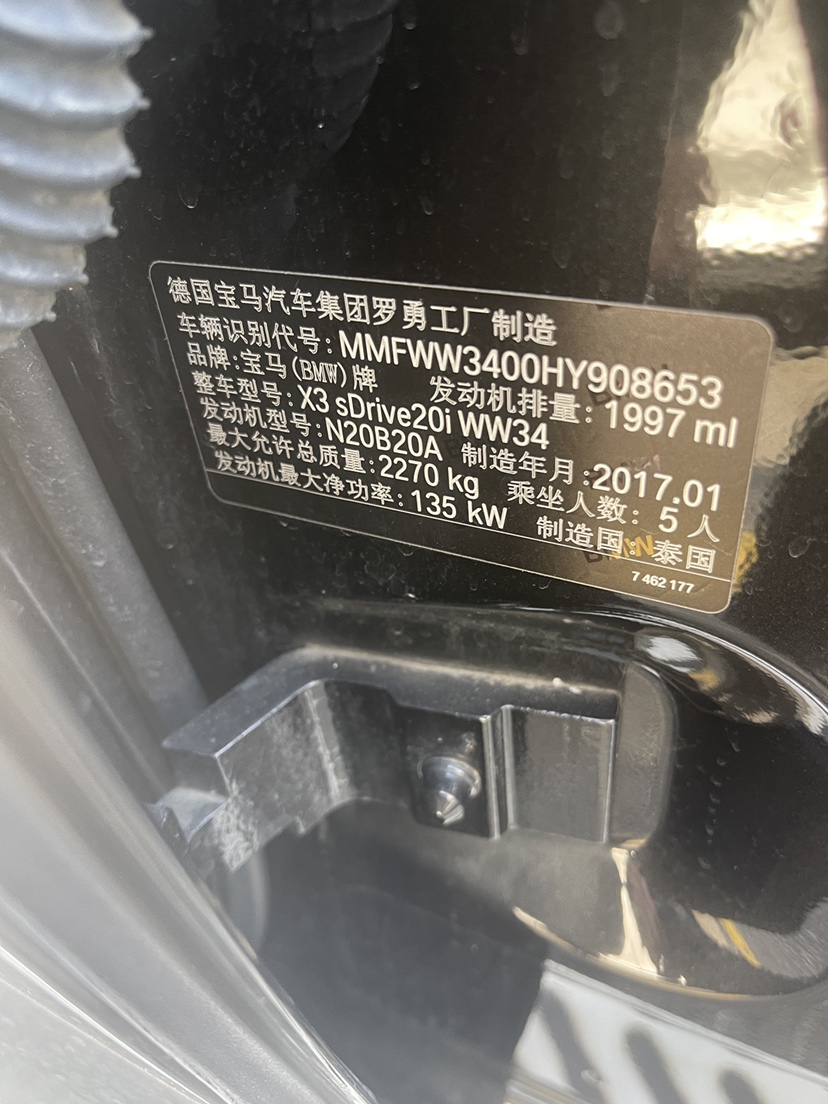 德国宝马汽车集团罗勇工厂制造
车辆识别代号: MMFWW3400HY908653
品牌: 宝马(BMW)牌 发动机排量: 1997 ml
整车型号: X3 sDrive20i WW34
发动机型号: N20B20A 制造年月: 2017.01
最大允许总质量: 2270 kg 乘坐人数: 5 人
发动机最大净功率: 135 kW 制造国: 泰国
7 462 177